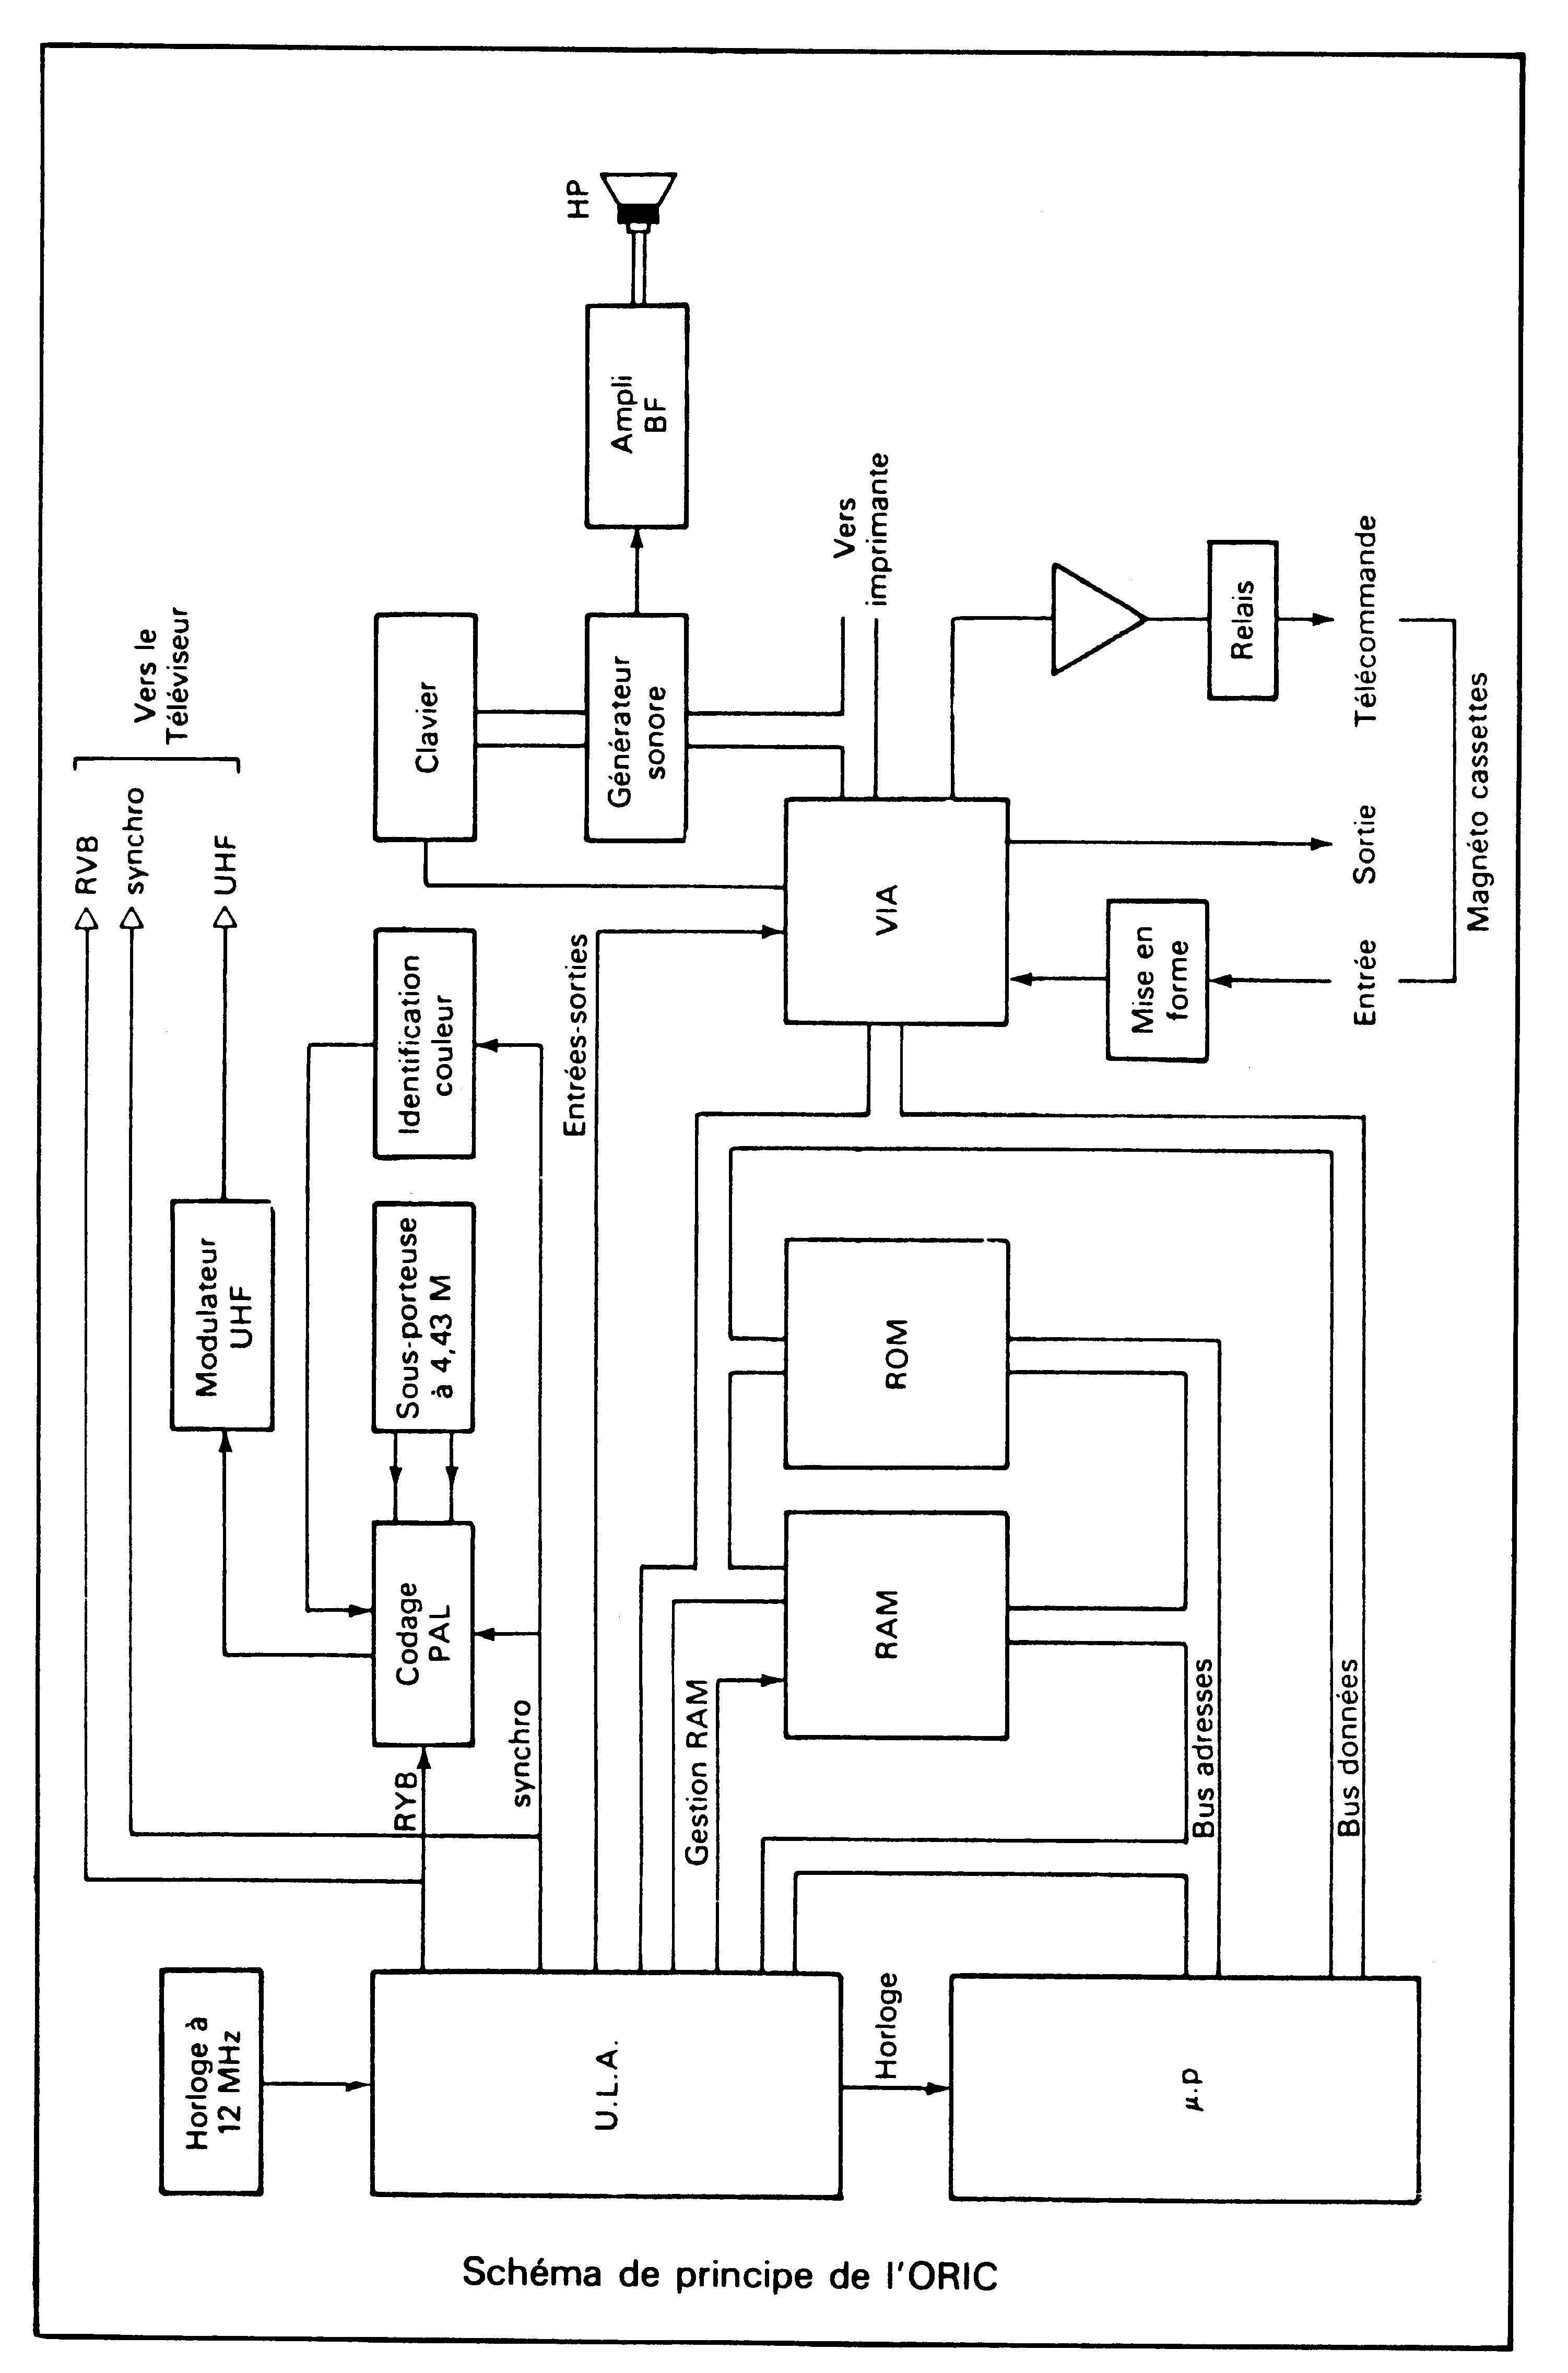 Horloge à
12 MHz
U.L.A.
Horloge
μ.p
RYB
synchro
Codage
PAL
Sous-porteuse
à 4,43 M
Identification
couleur
Modulateur
UHF
RVB
synchro
UHF
Vers le
Téléviseur
Entrées-sorties
Gestion RAM
RAM
ROM
Bus adresses
Bus données
VIA
Clavier
Générateur
sonore
Ampli
BF
HP
Vers
imprimante
Mise en
forme
Relais
Entrée
Sortie
Télécommande
Magnéto cassettes
Schéma de principe de l'ORIC